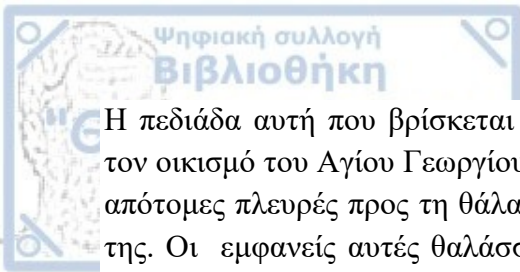 Ψηφιακή συλλογή
Βιβλιοθήκη
Η πεδιάδα αυτή που βρίσκεται
τον οικισμό του Αγίου Γεωργίου
απότομες πλευρές προς τη θάλα
της. Οι εμφανείς αυτές θαλάσσ